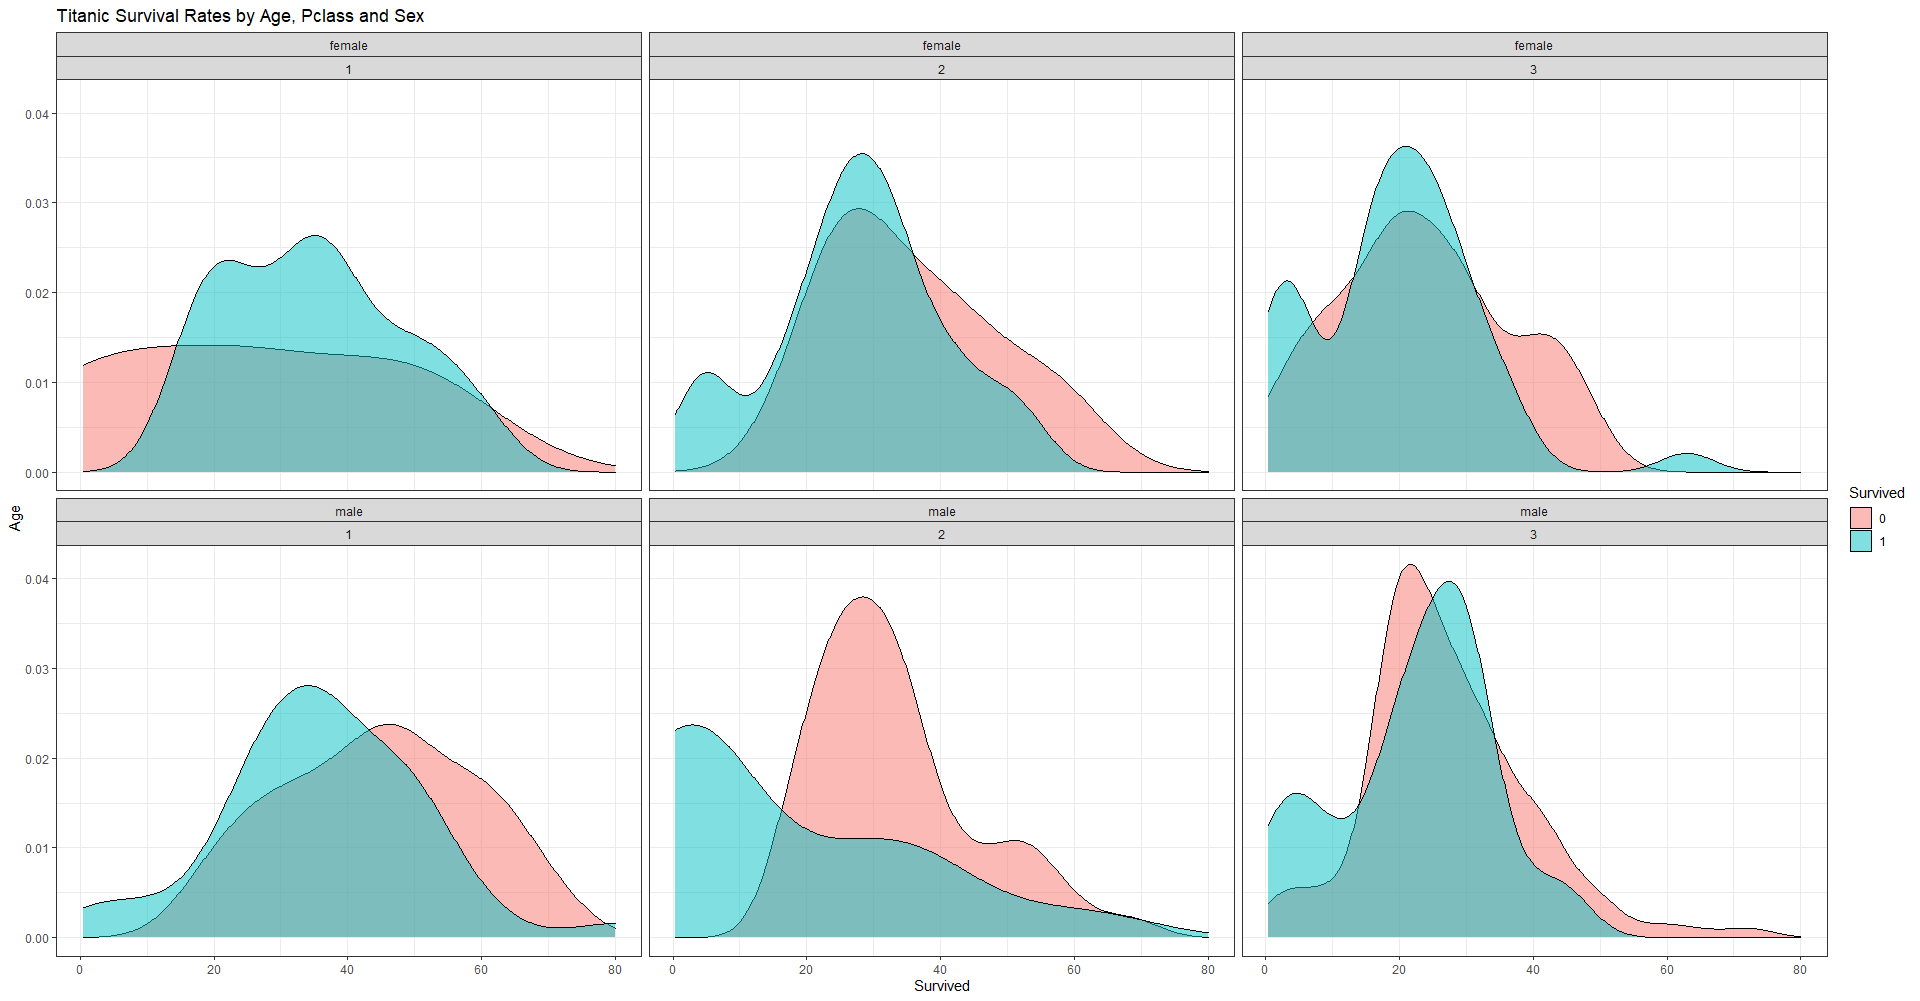 Titanic Survival Rates by Age, Pclass and Sex
female female female
1 2 3
0.04
0.03
0.02
0.01
0.00
male male male
1 2 3
0.04
0.03
0.02
0.01
0.00
0 20 40 60 80 0 20 40 60 80 0 20 40 60 80
Survived
Age
Survived
0
1